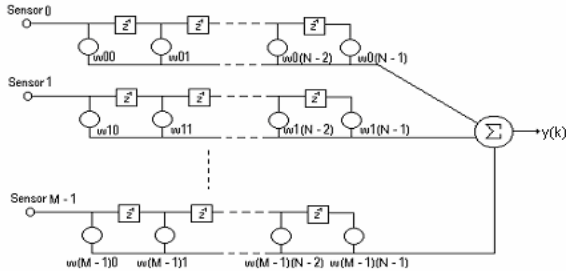 Sensor 0
z⁻¹ z⁻¹ z⁻¹
w00 w01 w0(N - 2) w0(N - 1)
Sensor 1
z⁻¹ z⁻¹ z⁻¹
w10 w11 w1(N - 2) w1(N - 1)
Σ y(k)
Sensor M - 1
z⁻¹ z⁻¹ z⁻¹
w(M - 1)0 w(M - 1)1 w(M - 1)(N - 2) w(M - 1)(N - 1)